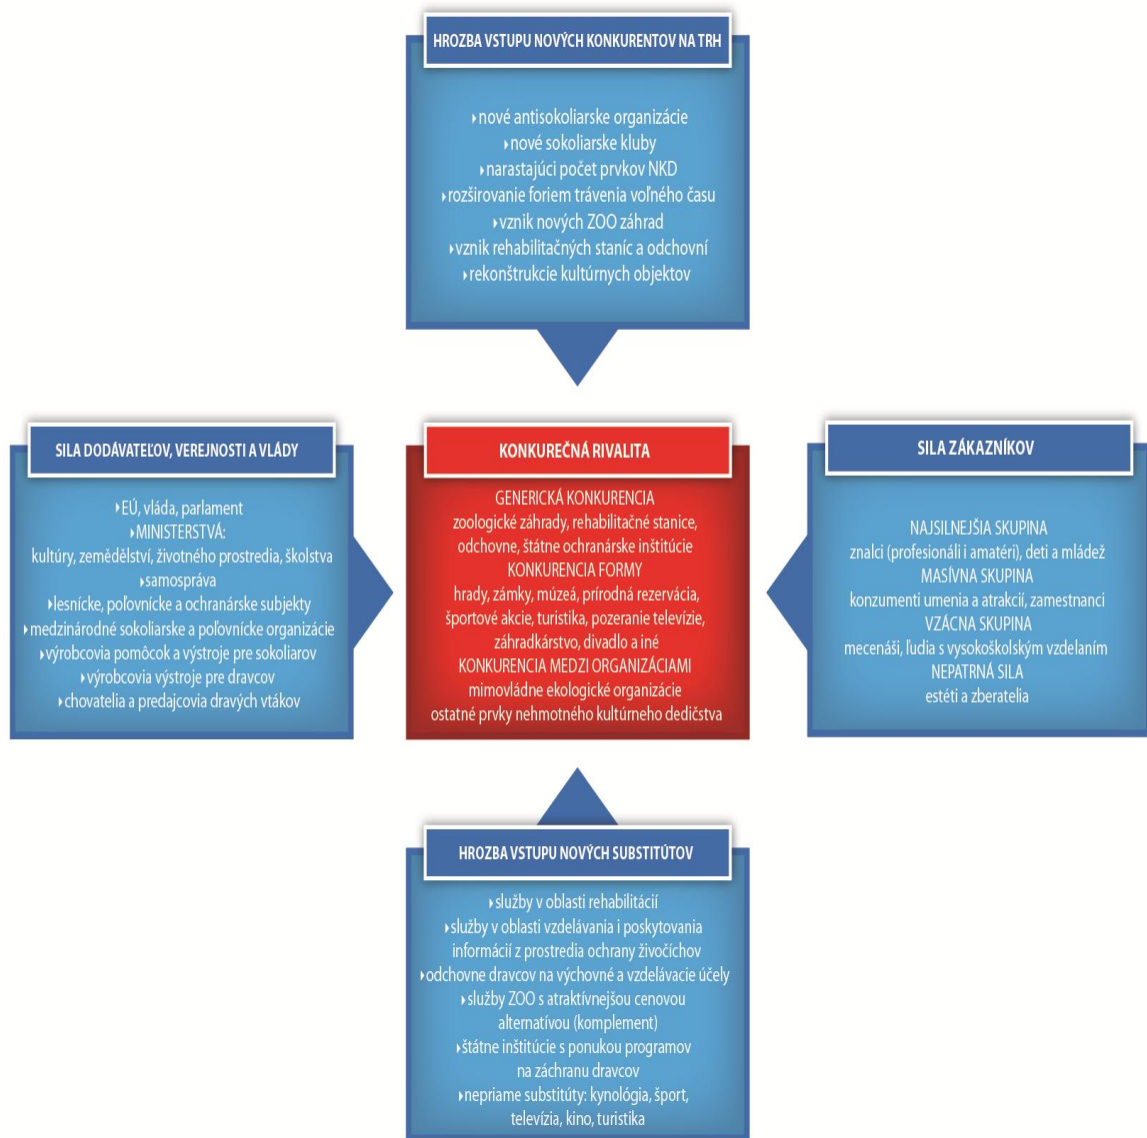 HROZBA VSTUPU NOVÝCH KONKURENTOV NA TRH
▸nové antisokoliarske organizácie
▸nové sokoliarske kluby
▸narastajúci počet prvkov NKD
▸rozširovanie foriem trávenia voľného času
▸vznik nových ZOO záhrad
▸vznik rehabilitačných staníc a odchovní
▸rekonštrukcie kultúrnych objektov
SILA DODÁVATEĽOV, VEREJNOSTI A VLÁDY
▸EÚ, vláda, parlament
▸MINISTERSTVÁ:
kultúry, zemědělství, životného prostredia, školstva
▸samospráva
▸lesnícke, poľovnícke a ochranárske subjekty
▸medzinárodné sokoliarske a poľovnícke organizácie
▸výrobcovia pomôcok a výstroje pre sokoliarov
▸výrobcovia výstroje pre dravcov
▸chovatelia a predajcovia dravých vtákov
KONKUREČNÁ RIVALITA
GENERICKÁ KONKURENCIA
zoologické záhrady, rehabilitačné stanice,
odchovne, štátne ochranárske inštitúcie
KONKURENCIA FORMY
hrady, zámky, múzeá, prírodná rezervácia,
športové akcie, turistika, pozeranie televízie,
záhradkárstvo, divadlo a iné
KONKURENCIA MEDZI ORGANIZÁCIAMI
mimovládne ekologické organizácie
ostatné prvky nehmotného kultúrneho dedičstva
SILA ZÁKAZNÍKOV
NAJSILNEJŠIA SKUPINA
znalci (profesionáli i amatéri), deti a mládež
MASÍVNA SKUPINA
konzumenti umenia a atrakcií, zamestnanci
VZÁCNA SKUPINA
mecenáši, ľudia s vysokoškolským vzdelaním
NEPATRNÁ SILA
estéti a zberatelia
HROZBA VSTUPU NOVÝCH SUBSTITÚTOV
▸služby v oblasti rehabilitácií
▸služby v oblasti vzdelávania i poskytovania
informácií z prostredia ochrany živočíchov
▸odchovne dravcov na výchovné a vzdelávacie účely
▸služby ZOO s atraktívnejšou cenovou
alternatívou (komplement)
▸štátne inštitúcie s ponukou programov
na záchranu dravcov
▸nepriame substitúty: kynológia, šport,
televízia, kino, turistika